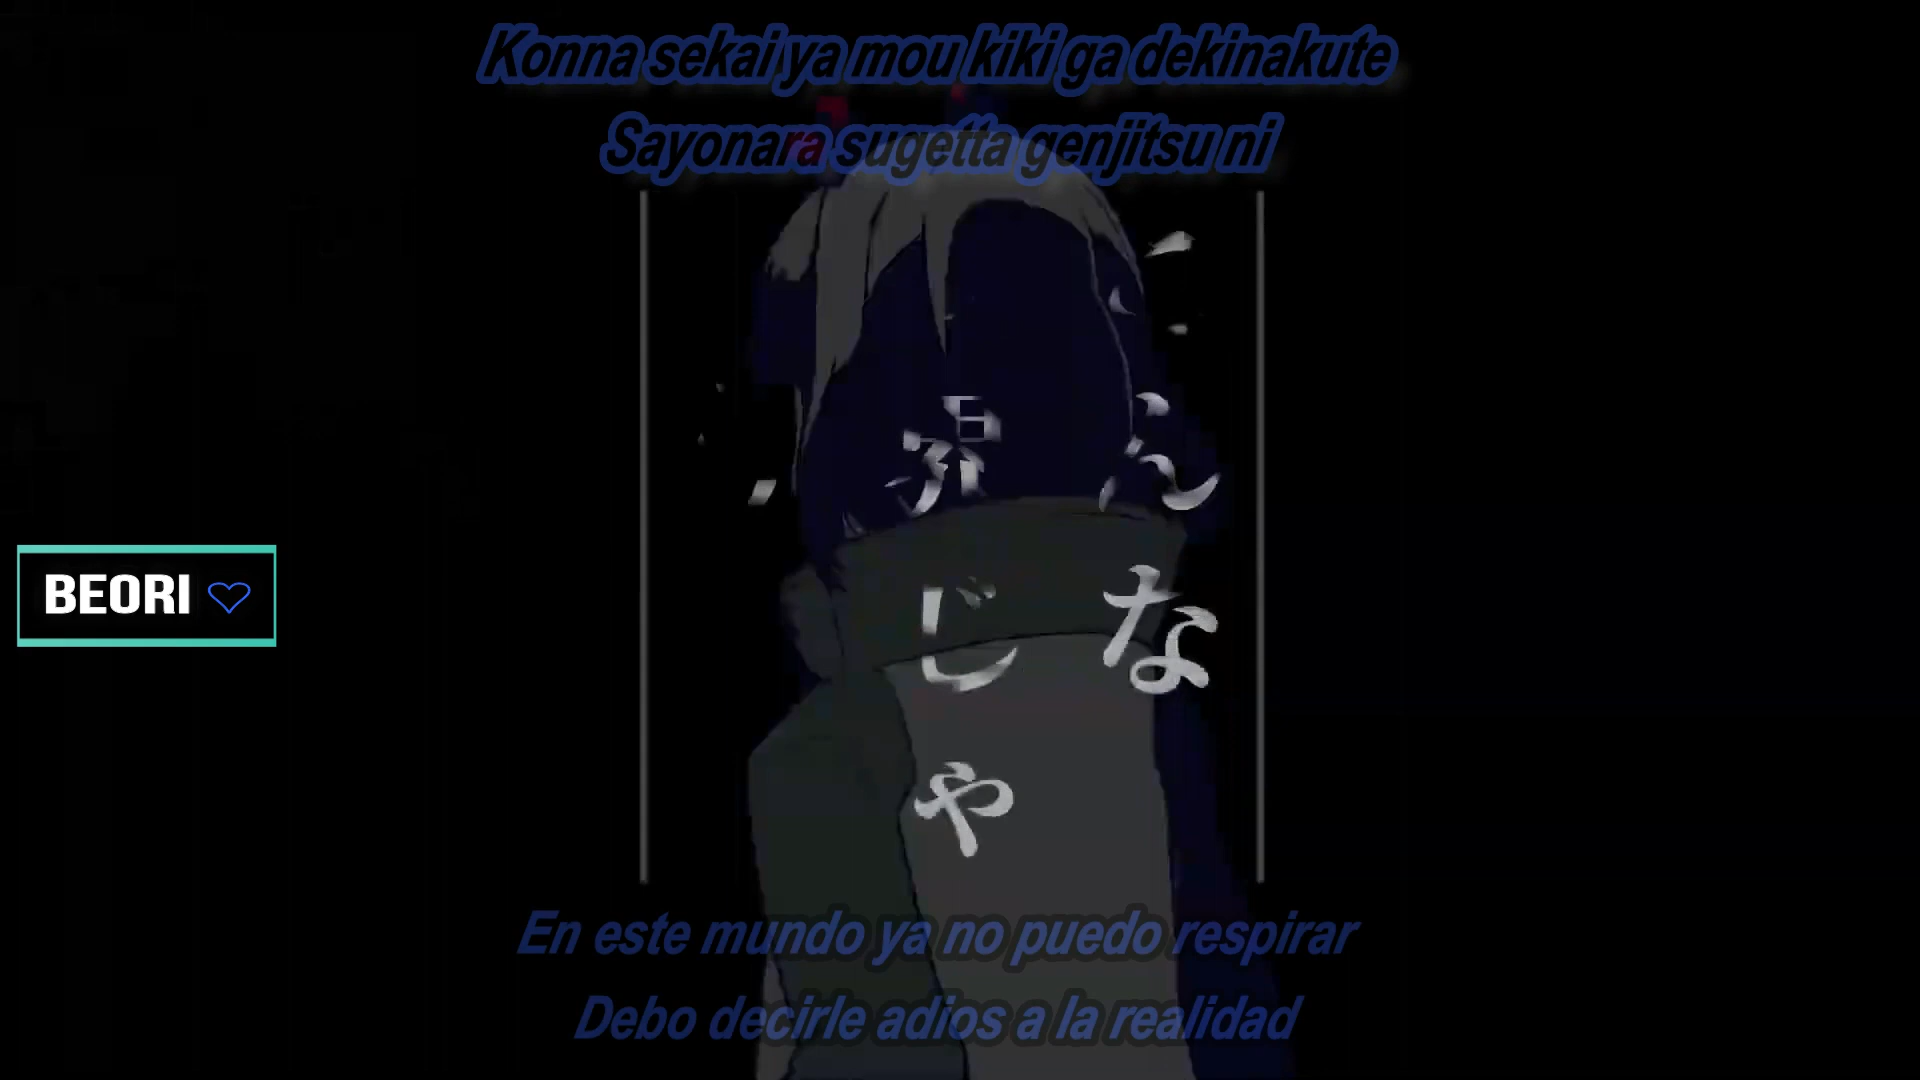 Konna sekai ya mou kiki ga dekinakute
Sayonara sugetta genjitsu ni
な
じゃ
BEORI ♡
En este mundo ya no puedo respirar
Debo decirle adios a la realidad